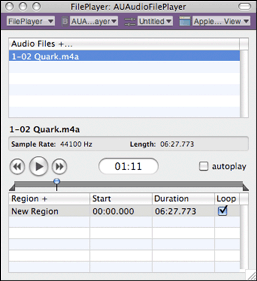 FilePlayer: AUAudioFilePlayer
FilePlayer AUA...ayer Untitled Apple... View
Audio Files +...
1-02 Quark.m4a
1-02 Quark.m4a
Sample Rate: 44100 Hz Length: 06:27.773
01:11 autoplay
Region + Start Duration Loop
New Region 00:00.000 06:27.773